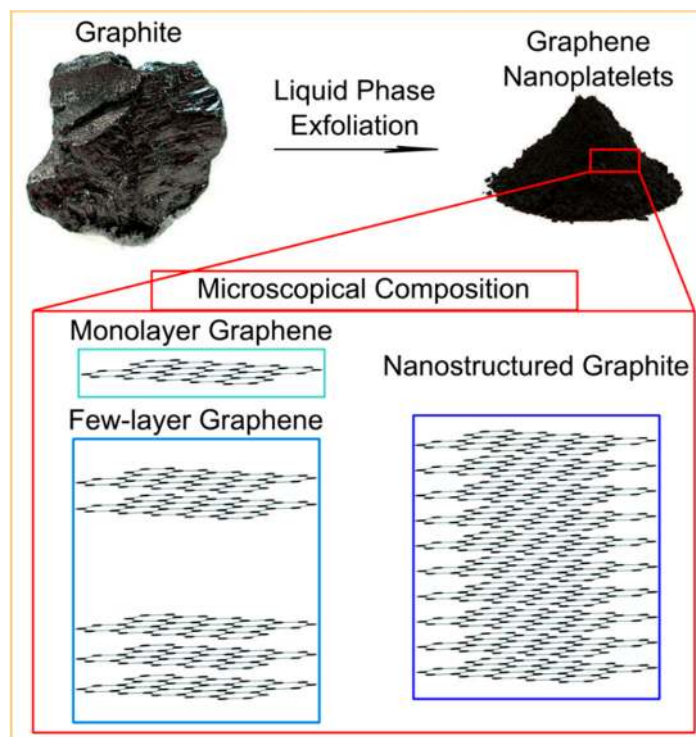 Graphite
Liquid Phase
Exfoliation
Graphene
Nanoplatelets
Microscopical Composition
Monolayer Graphene
Few-layer Graphene
Nanostructured Graphite